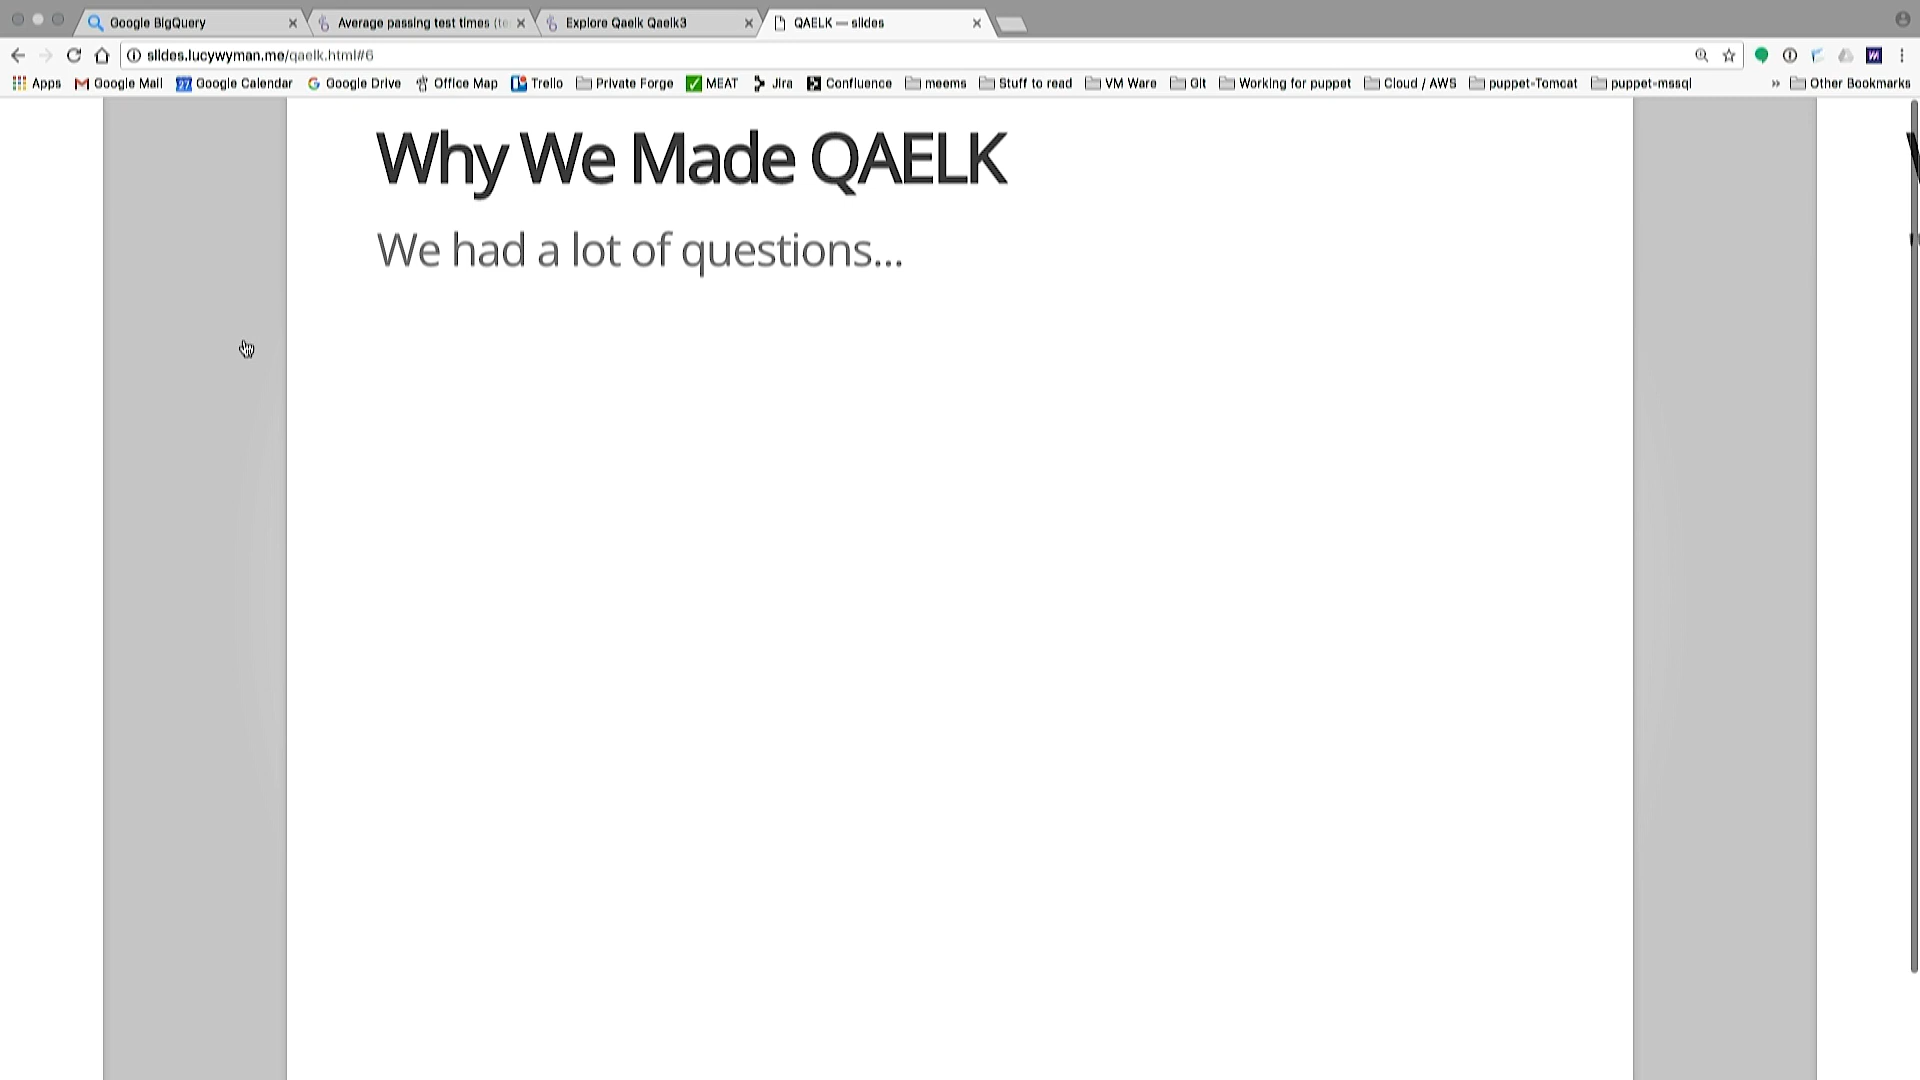 Google BigQuery
Average passing test times (te
Explore Qaelk Qaelk3
QAELK — slides
slides.lucywyman.me/qaelk.html#6
Apps
Google Mail
27 Google Calendar
Google Drive
Office Map
Trello
Private Forge
MEAT
Jira
Confluence
meems
Stuff to read
VM Ware
Git
Working for puppet
Cloud / AWS
puppet-Tomcat
puppet-mssql
» Other Bookmarks
Why We Made QAELK
We had a lot of questions...